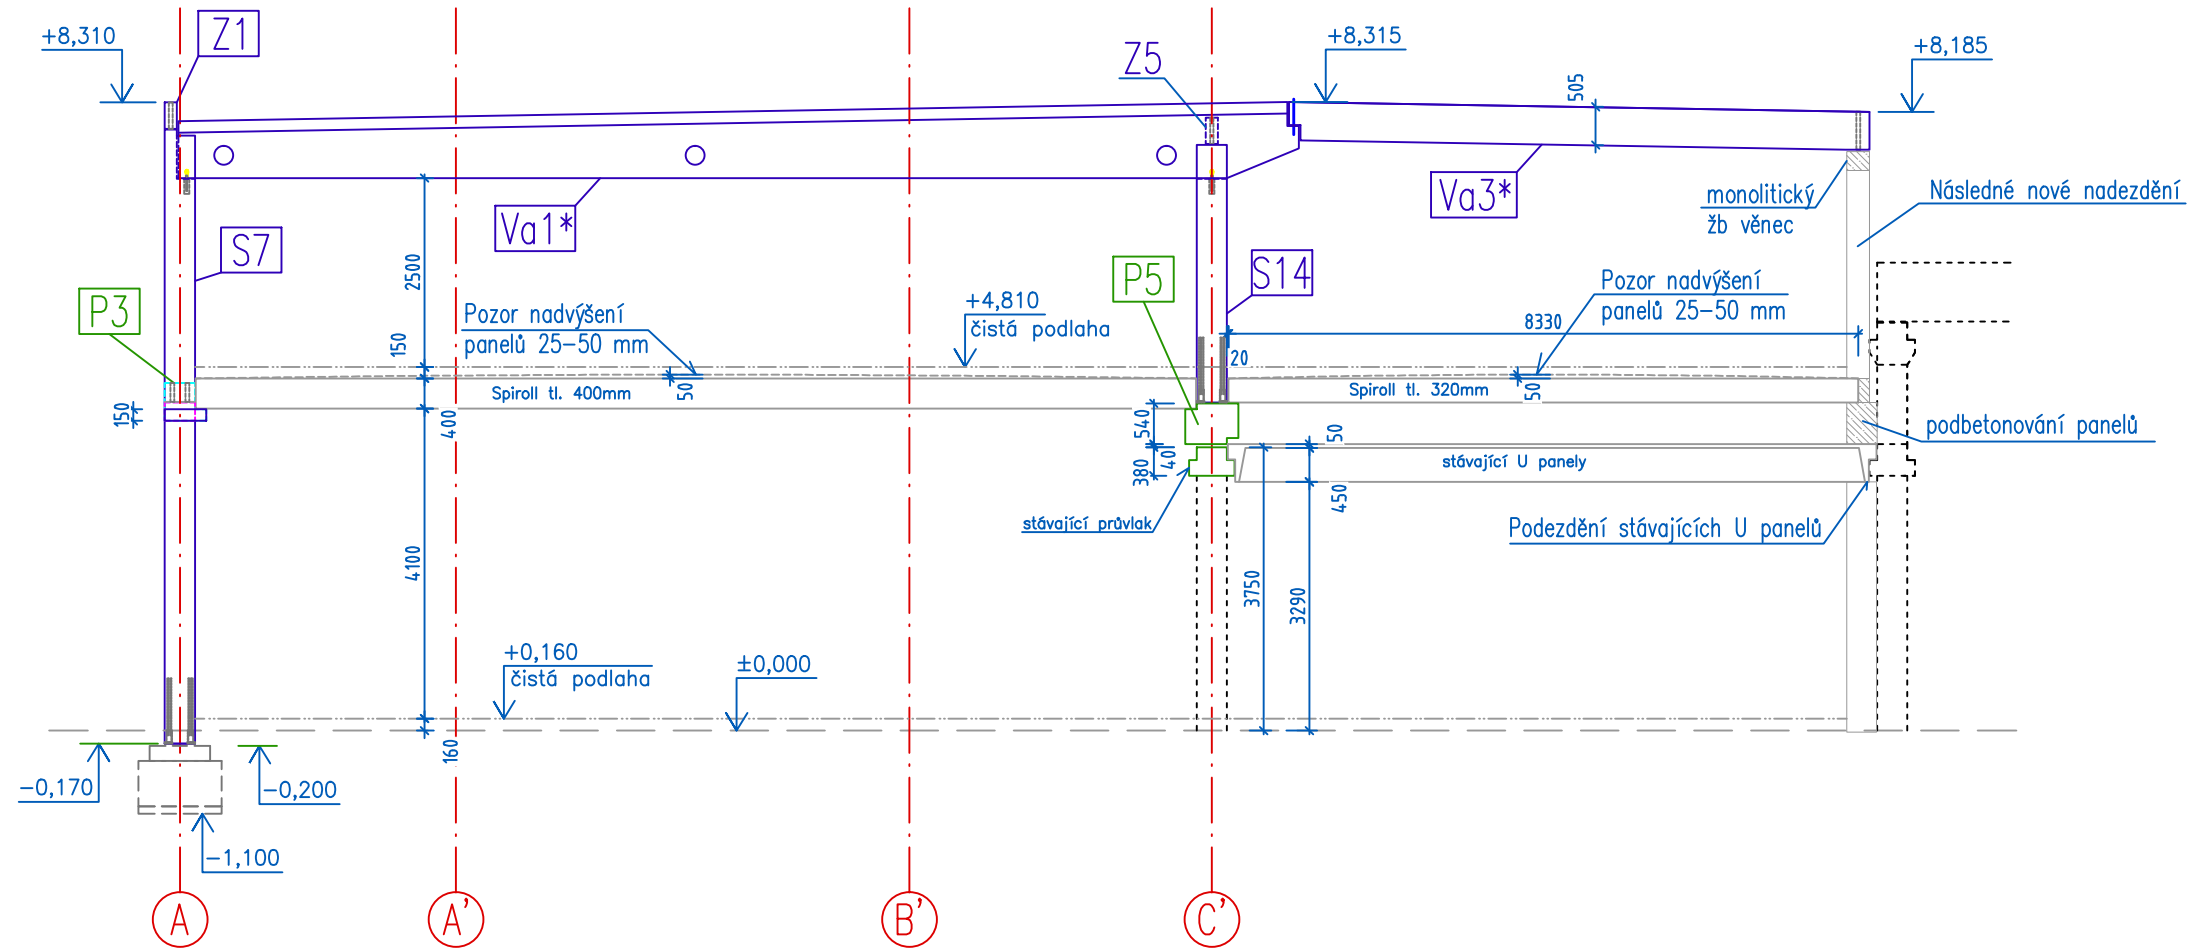 +8,310
Z1
Z5
+8,315
505
+8,185
monolitický
žb věnec
Následné nové nadezdění
Va1*
Va3*
S7
S14
P3
P5
2500
150
Pozor nadvýšení
panelů 25-50 mm
+4,810
čistá podlaha
Pozor nadvýšení
panelů 25-50 mm
8330
20
Spiroll tl. 400mm
50
Spiroll tl. 320mm
50
150
400
540
50
podbetonování panelů
380
40
stávající U panely
450
stávající průvlak
Podezdění stávajících U panelů
4100
3750
3290
+0,160
čistá podlaha
±0,000
160
-0,170
-0,200
-1,100
A
A'
B'
C'